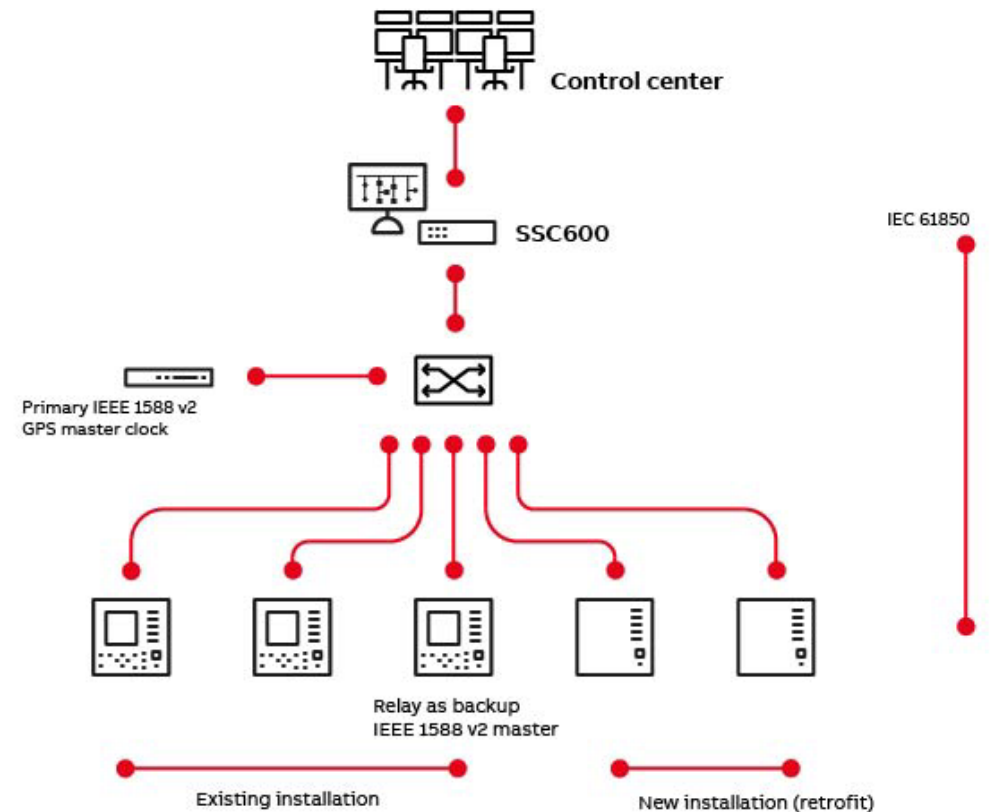 Control center
SSC600
IEC 61850
Primary IEEE 1588 v2
GPS master clock
Relay as backup
IEEE 1588 v2 master
Existing installation
New installation (retrofit)